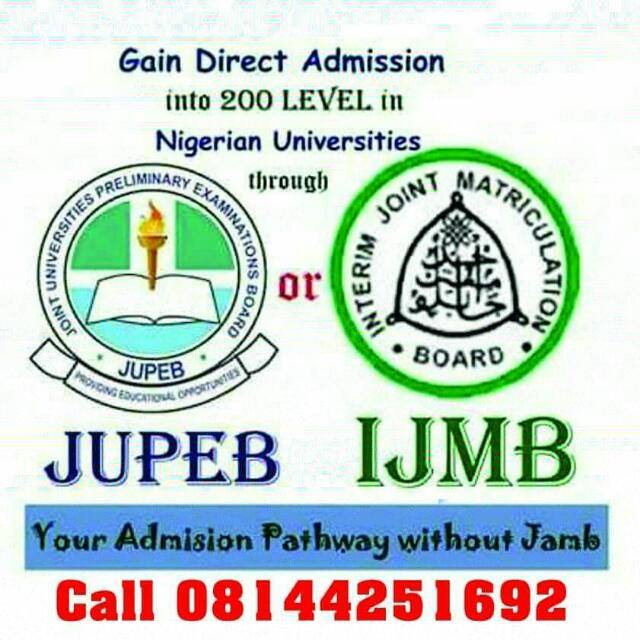 Gain Direct Admission
into 200 LEVEL in
Nigerian Universities
through
JOINT UNIVERSITIES PRELIMINARY EXAMINATIONS BOARD
JUPEB
PROVIDING EDUCATIONAL OPPORTUNITIES
or
INTERIM JOINT MATRICULATION
• BOARD •
JUPEB
IJMB
Your Admision Pathway without Jamb
Call 08144251692